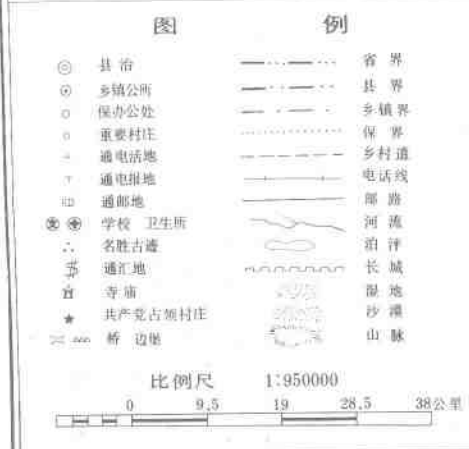 图 例
县治 省界
乡镇公所 县界
保办公处 乡镇界
重要村庄 保界
通电话地 乡村道
通电报地 电话线
通邮地 邮路
学校 卫生所 河流
名胜古迹 泊泽
通汇地 长城
寺庙 湿地
共产党占领村庄 沙漠
桥 边堡 山脉
比例尺 1:950000
0 9.5 19 28.5 38公里